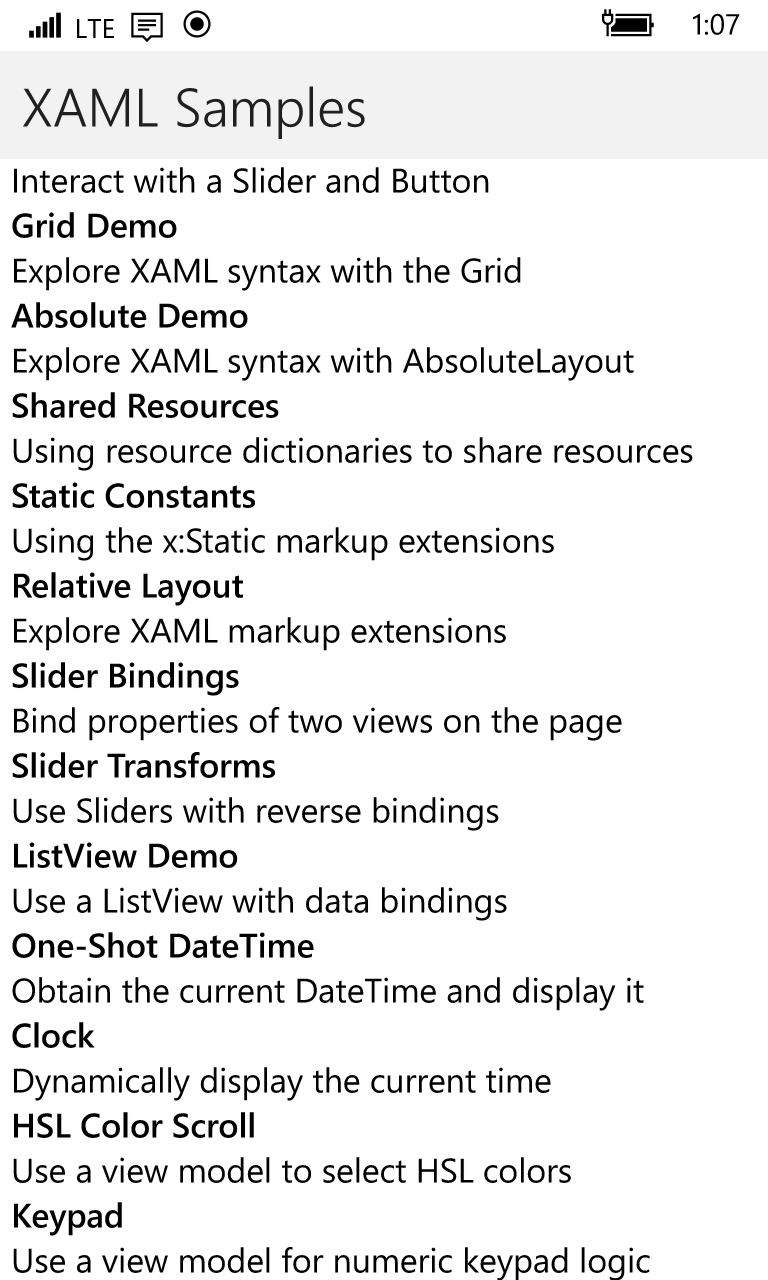 LTE 1:07
XAML Samples
Interact with a Slider and Button
Grid Demo
Explore XAML syntax with the Grid
Absolute Demo
Explore XAML syntax with AbsoluteLayout
Shared Resources
Using resource dictionaries to share resources
Static Constants
Using the x:Static markup extensions
Relative Layout
Explore XAML markup extensions
Slider Bindings
Bind properties of two views on the page
Slider Transforms
Use Sliders with reverse bindings
ListView Demo
Use a ListView with data bindings
One-Shot DateTime
Obtain the current DateTime and display it
Clock
Dynamically display the current time
HSL Color Scroll
Use a view model to select HSL colors
Keypad
Use a view model for numeric keypad logic